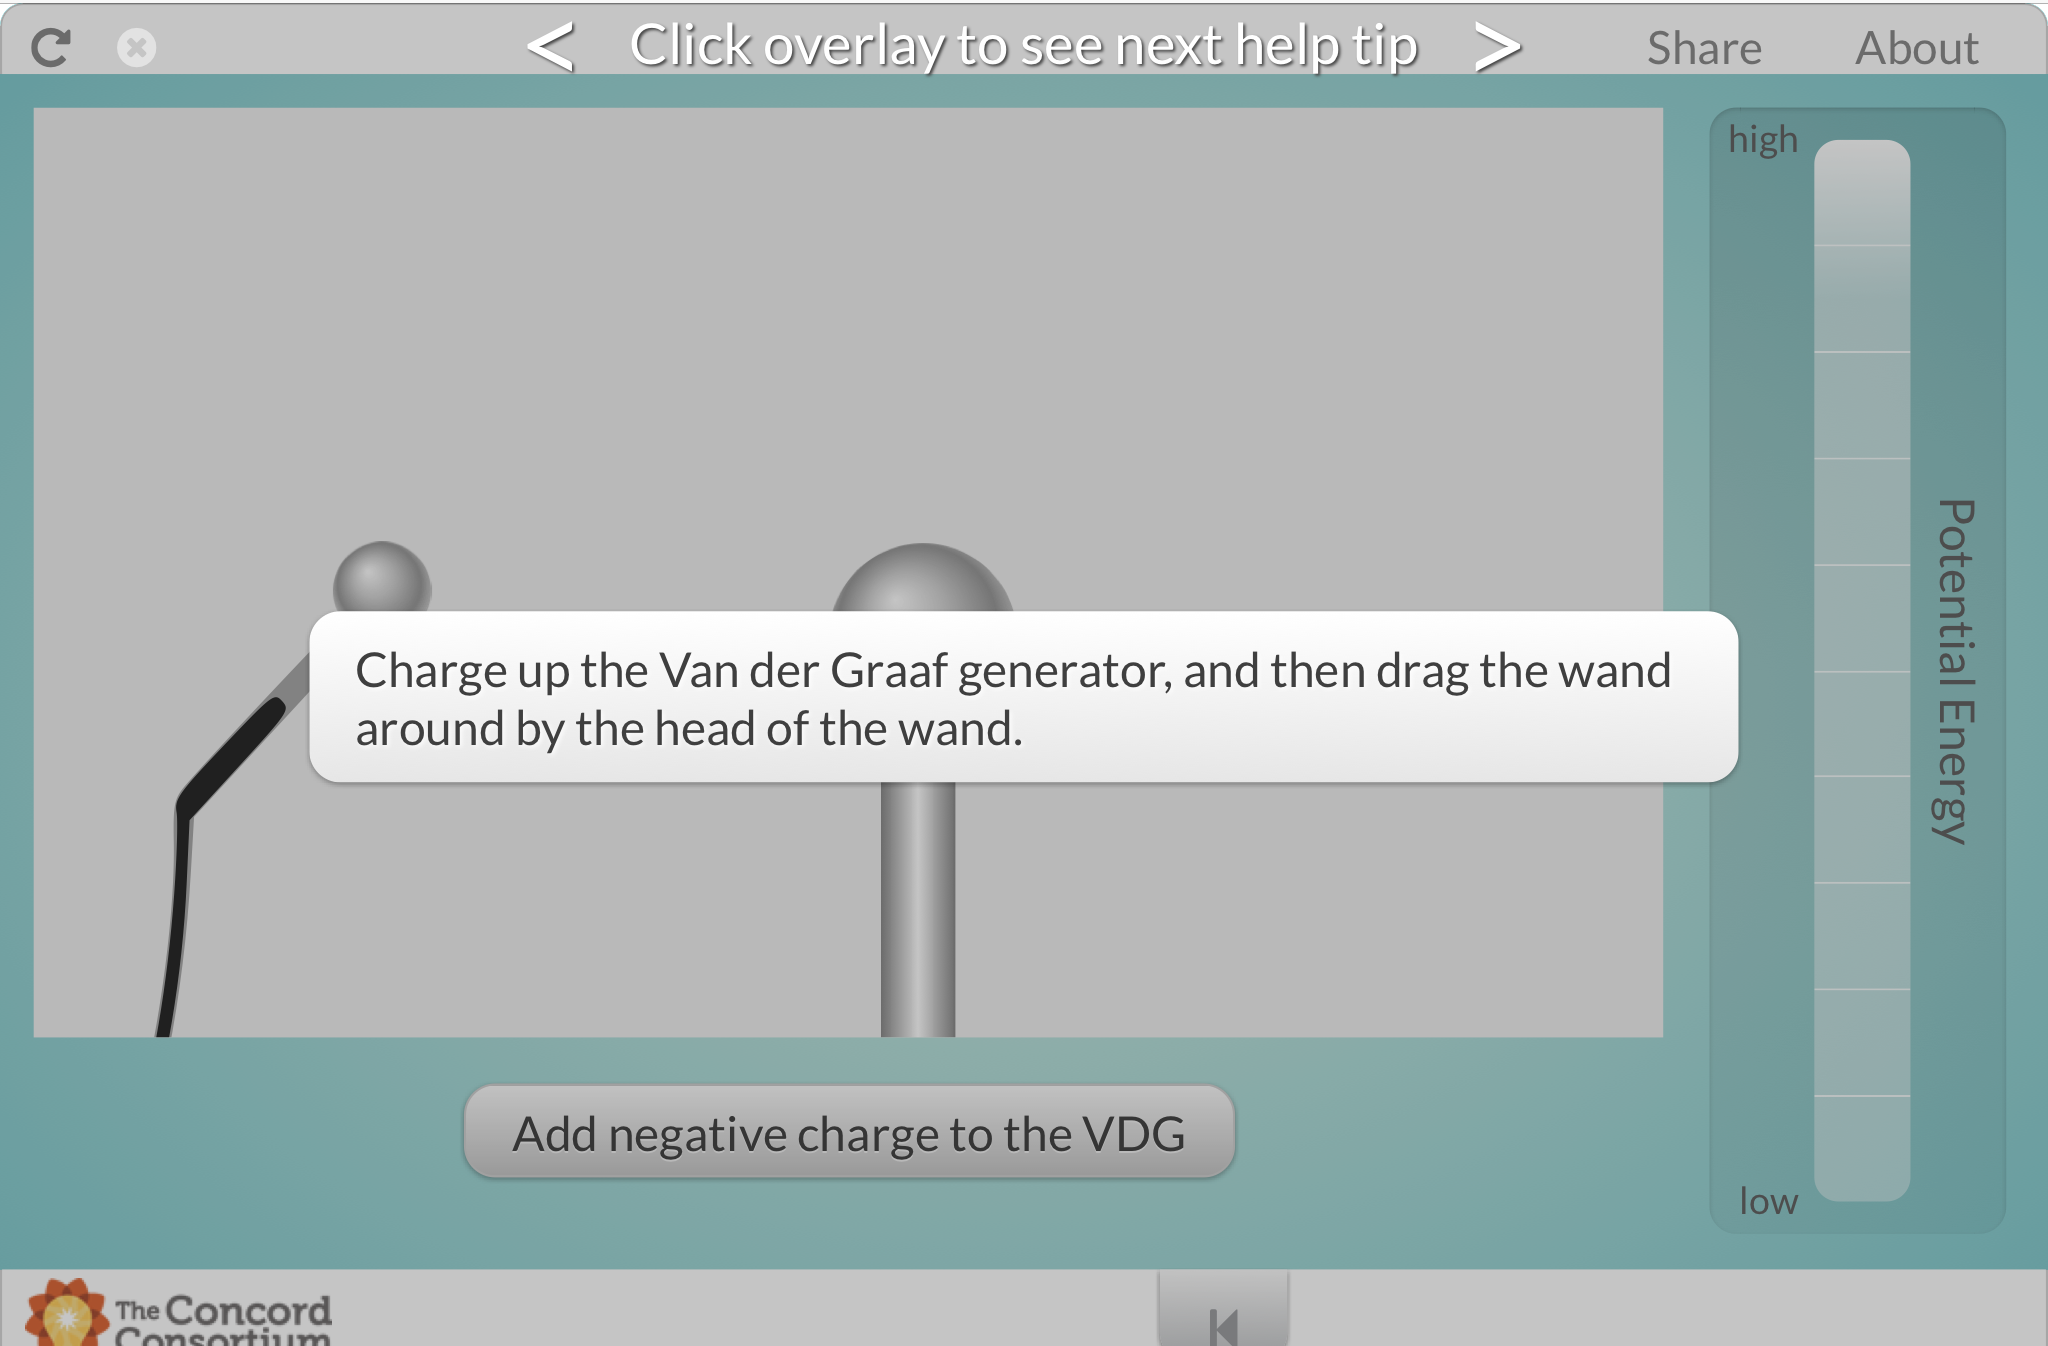 < Click overlay to see next help tip >
Share
About
high
Potential Energy
Charge up the Van der Graaf generator, and then drag the wand
around by the head of the wand.
Add negative charge to the VDG
low
The Concord
Consortium